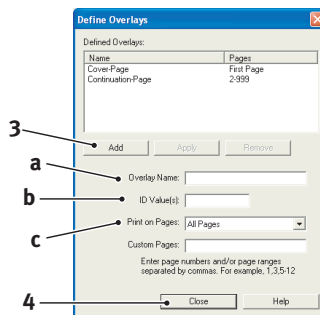 Define Overlays
Defined Overlays:
Name Pages
Cover-Page First Page
Continuation-Page 2-999
3
Add Apply Remove
a Overlay Name:
b ID Value(s):
c Print on Pages: All Pages
Custom Pages:
Enter page numbers and/or page ranges
separated by commas. For example, 1,3,5-12
4 Close Help